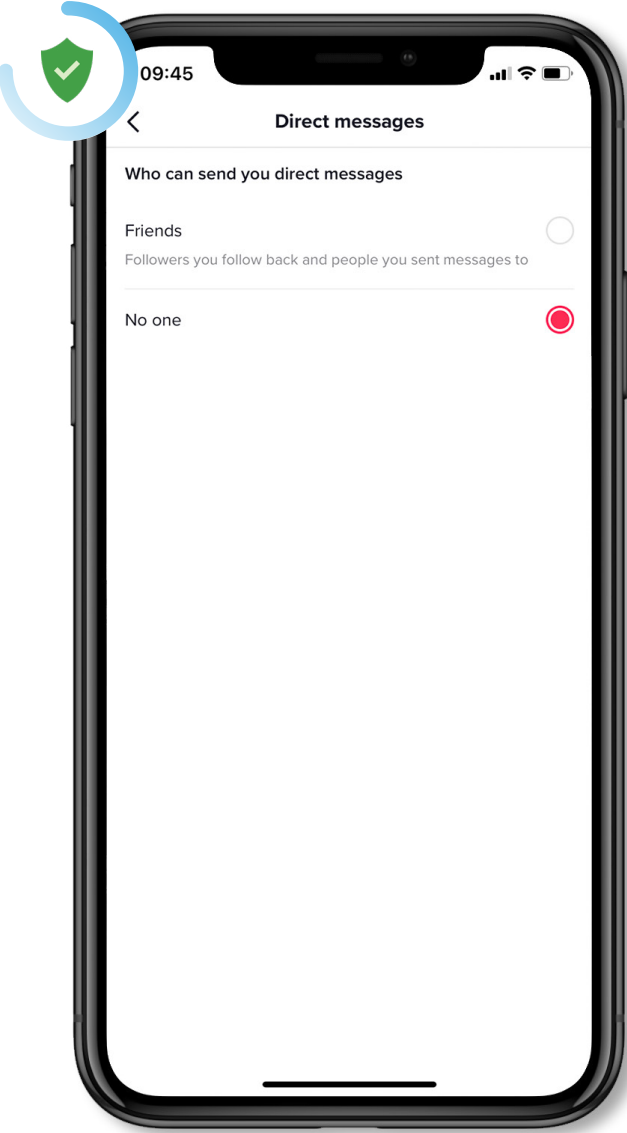 09:45
Direct messages
Who can send you direct messages
Friends
Followers you follow back and people you sent messages to
No one